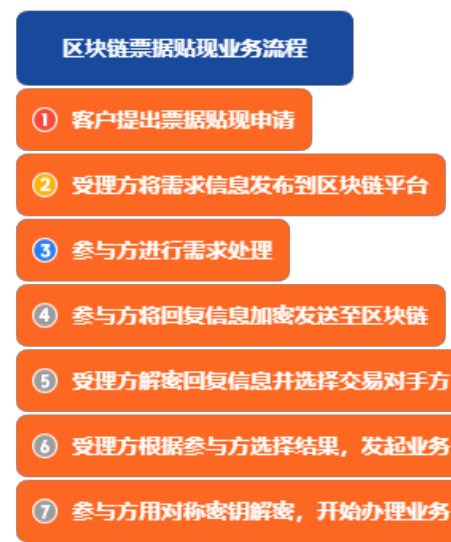 区块链票据贴现业务流程
① 客户提出票据贴现申请
② 受理方将需求信息发布到区块链平台
③ 参与方进行需求处理
④ 参与方将回复信息加密发送至区块链
⑤ 受理方解密回复信息并选择交易对手方
⑥ 受理方根据参与方选择结果，发起业务
⑦ 参与方用对称密钥解密，开始办理业务